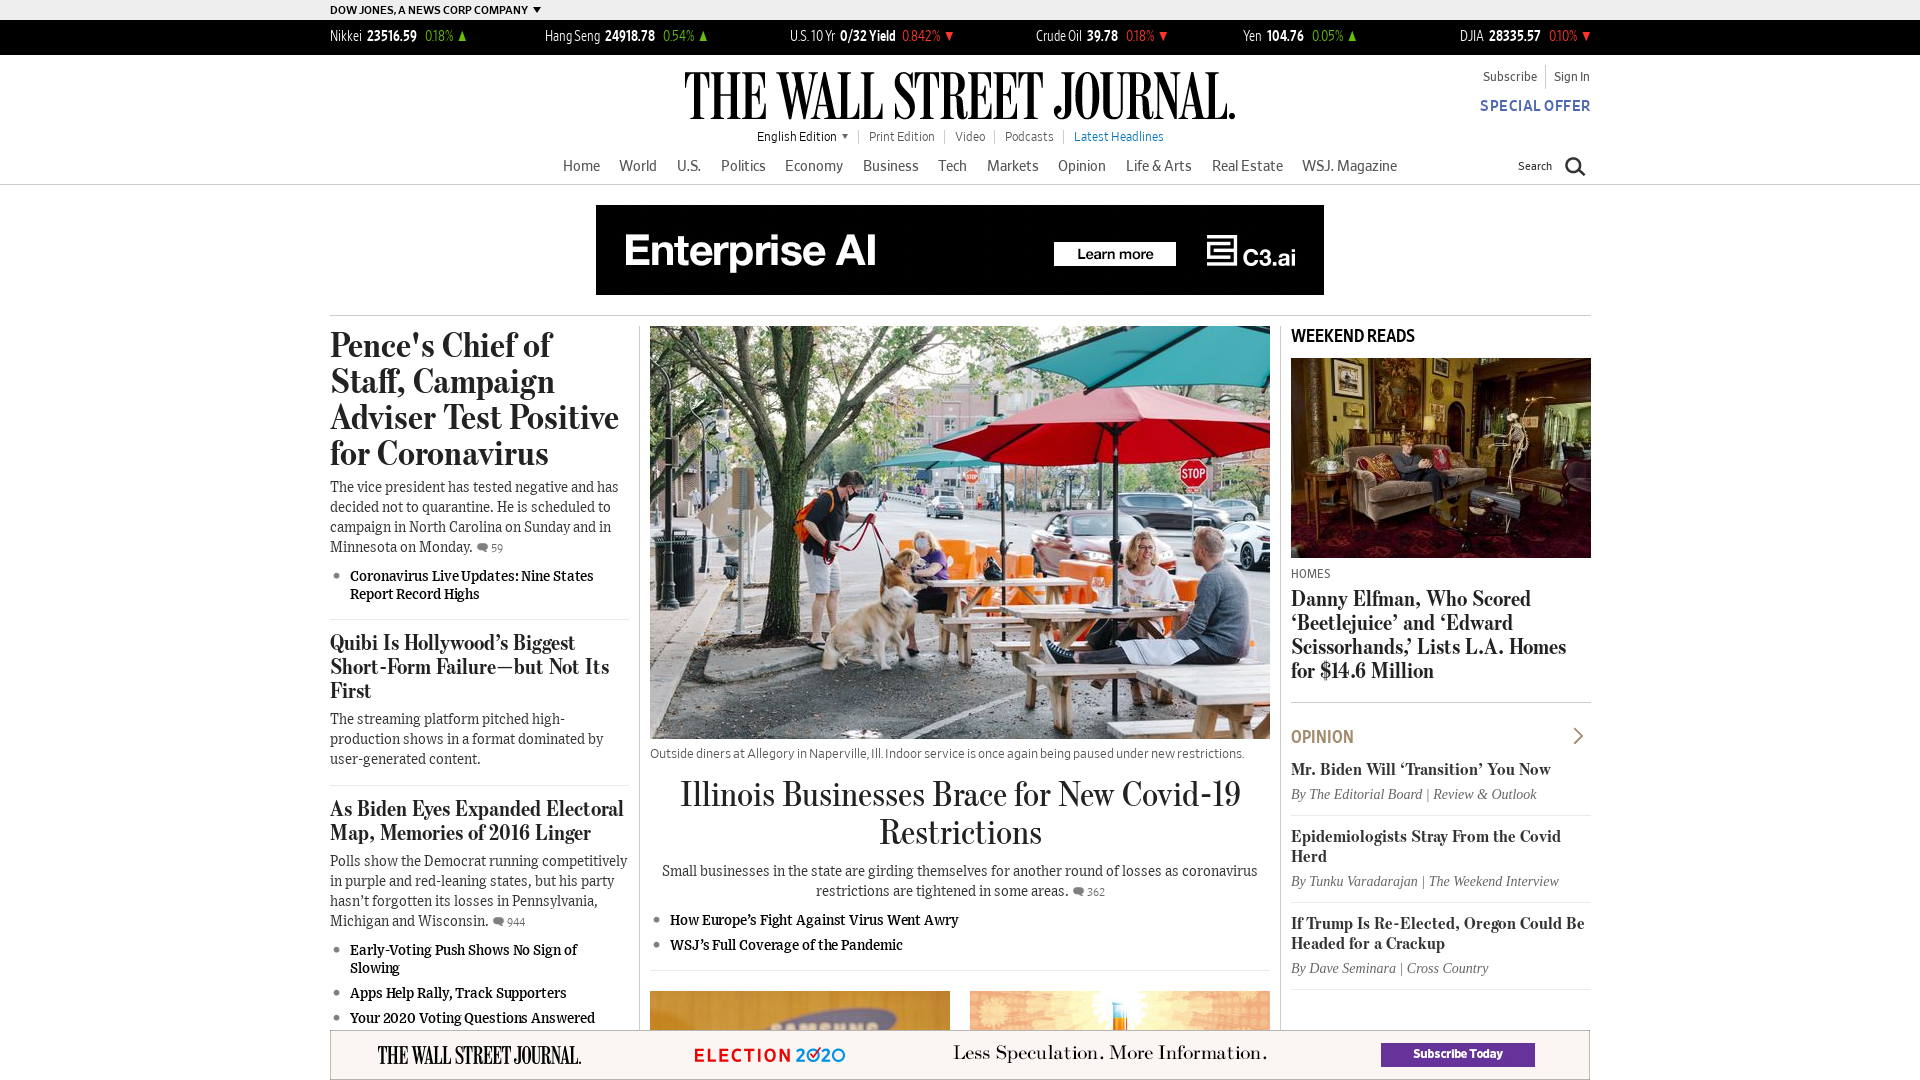 DOW JONES, A NEWS CORP COMPANY
Nikkei 23516.59 0.18%
Hang Seng 24918.78 0.54%
U.S. 10 Yr 0/32 Yield 0.842%
Crude Oil 39.78 0.18%
Yen 104.76 0.05%
DJIA 28335.57 0.10%
THE WALL STREET JOURNAL.
Subscribe
Sign In
SPECIAL OFFER
English Edition
Print Edition
Video
Podcasts
Latest Headlines
Home
World
U.S.
Politics
Economy
Business
Tech
Markets
Opinion
Life & Arts
Real Estate
WSJ. Magazine
Search
Enterprise AI
Learn more
C3.ai
Pence's Chief of
Staff, Campaign
Adviser Test Positive
for Coronavirus
The vice president has tested negative and has
decided not to quarantine. He is scheduled to
campaign in North Carolina on Sunday and in
Minnesota on Monday. 59
Coronavirus Live Updates: Nine States
Report Record Highs
Quibi Is Hollywood’s Biggest
Short-Form Failure—but Not Its
First
The streaming platform pitched high-
production shows in a format dominated by
user-generated content.
As Biden Eyes Expanded Electoral
Map, Memories of 2016 Linger
Polls show the Democrat running competitively
in purple and red-leaning states, but his party
hasn’t forgotten its losses in Pennsylvania,
Michigan and Wisconsin. 944
Early-Voting Push Shows No Sign of
Slowing
Apps Help Rally, Track Supporters
Your 2020 Voting Questions Answered
STOP
STOP
Outside diners at Allegory in Naperville, Ill. Indoor service is once again being paused under new restrictions.
Illinois Businesses Brace for New Covid-19
Restrictions
Small businesses in the state are girding themselves for another round of losses as coronavirus
restrictions are tightened in some areas. 362
How Europe’s Fight Against Virus Went Awry
WSJ’s Full Coverage of the Pandemic
SAMSUNG
WEEKEND READS
HOMES
Danny Elfman, Who Scored
‘Beetlejuice’ and ‘Edward
Scissorhands,’ Lists L.A. Homes
for $14.6 Million
OPINION
Mr. Biden Will ‘Transition’ You Now
By The Editorial Board | Review & Outlook
Epidemiologists Stray From the Covid
Herd
By Tunku Varadarajan | The Weekend Interview
If Trump Is Re-Elected, Oregon Could Be
Headed for a Crackup
By Dave Seminara | Cross Country
THE WALL STREET JOURNAL.
ELECTION 2020
Less Speculation. More Information.
Subscribe Today